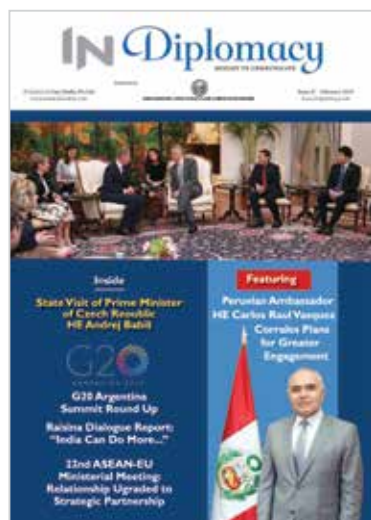 IN Diplomacy
Inside
State Visit of Prime Minister
of Czech Republic
HE Andrej Babiš
G20
G20 Argentina
Summit Round Up
Raisina Dialogue Report:
"India Can Do More..."
22nd ASEAN-EU
Ministerial Meeting:
Relationship Ugraded to
Strategic Partnership
Featuring
Peruvian Ambassador
HE Carlos Raul Vasquez
Corrales Plans
for Greater
Engagement